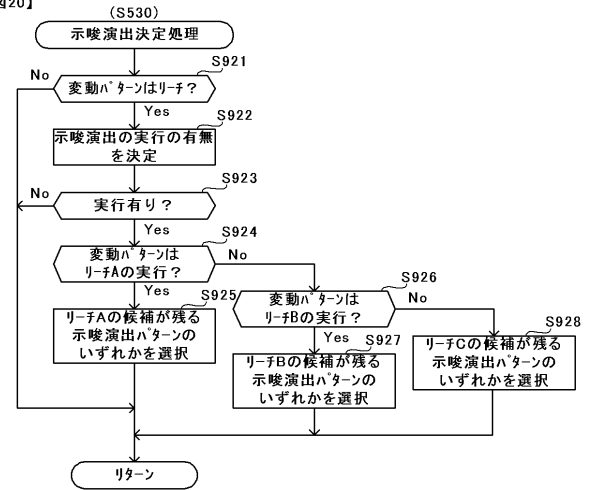 図20】
(S530)
示唆演出決定処理
S921
変動パターンはリーチ？
No
Yes
S922
示唆演出の実行の有無
を決定
S923
実行有り？
No
Yes
S924
変動パターンは
リーチAの実行？
No
Yes
S925
リーチAの候補が残る
示唆演出パターンの
いずれかを選択
S926
変動パターンは
リーチBの実行？
No
Yes
S927
リーチBの候補が残る
示唆演出パターンの
いずれかを選択
S928
リーチCの候補が残る
示唆演出パターンの
いずれかを選択
リターン